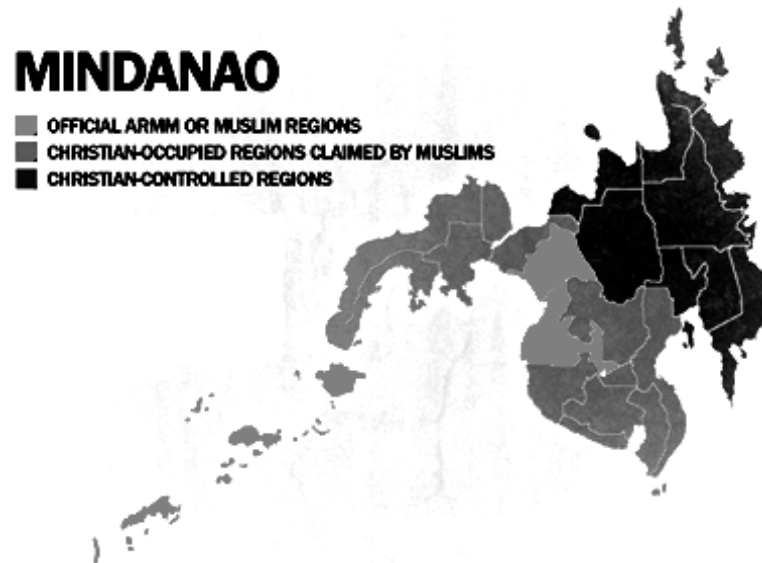 MINDANAO
OFFICIAL ARMM OR MUSLIM REGIONS
CHRISTIAN-OCCUPIED REGIONS CLAIMED BY MUSLIMS
CHRISTIAN-CONTROLLED REGIONS